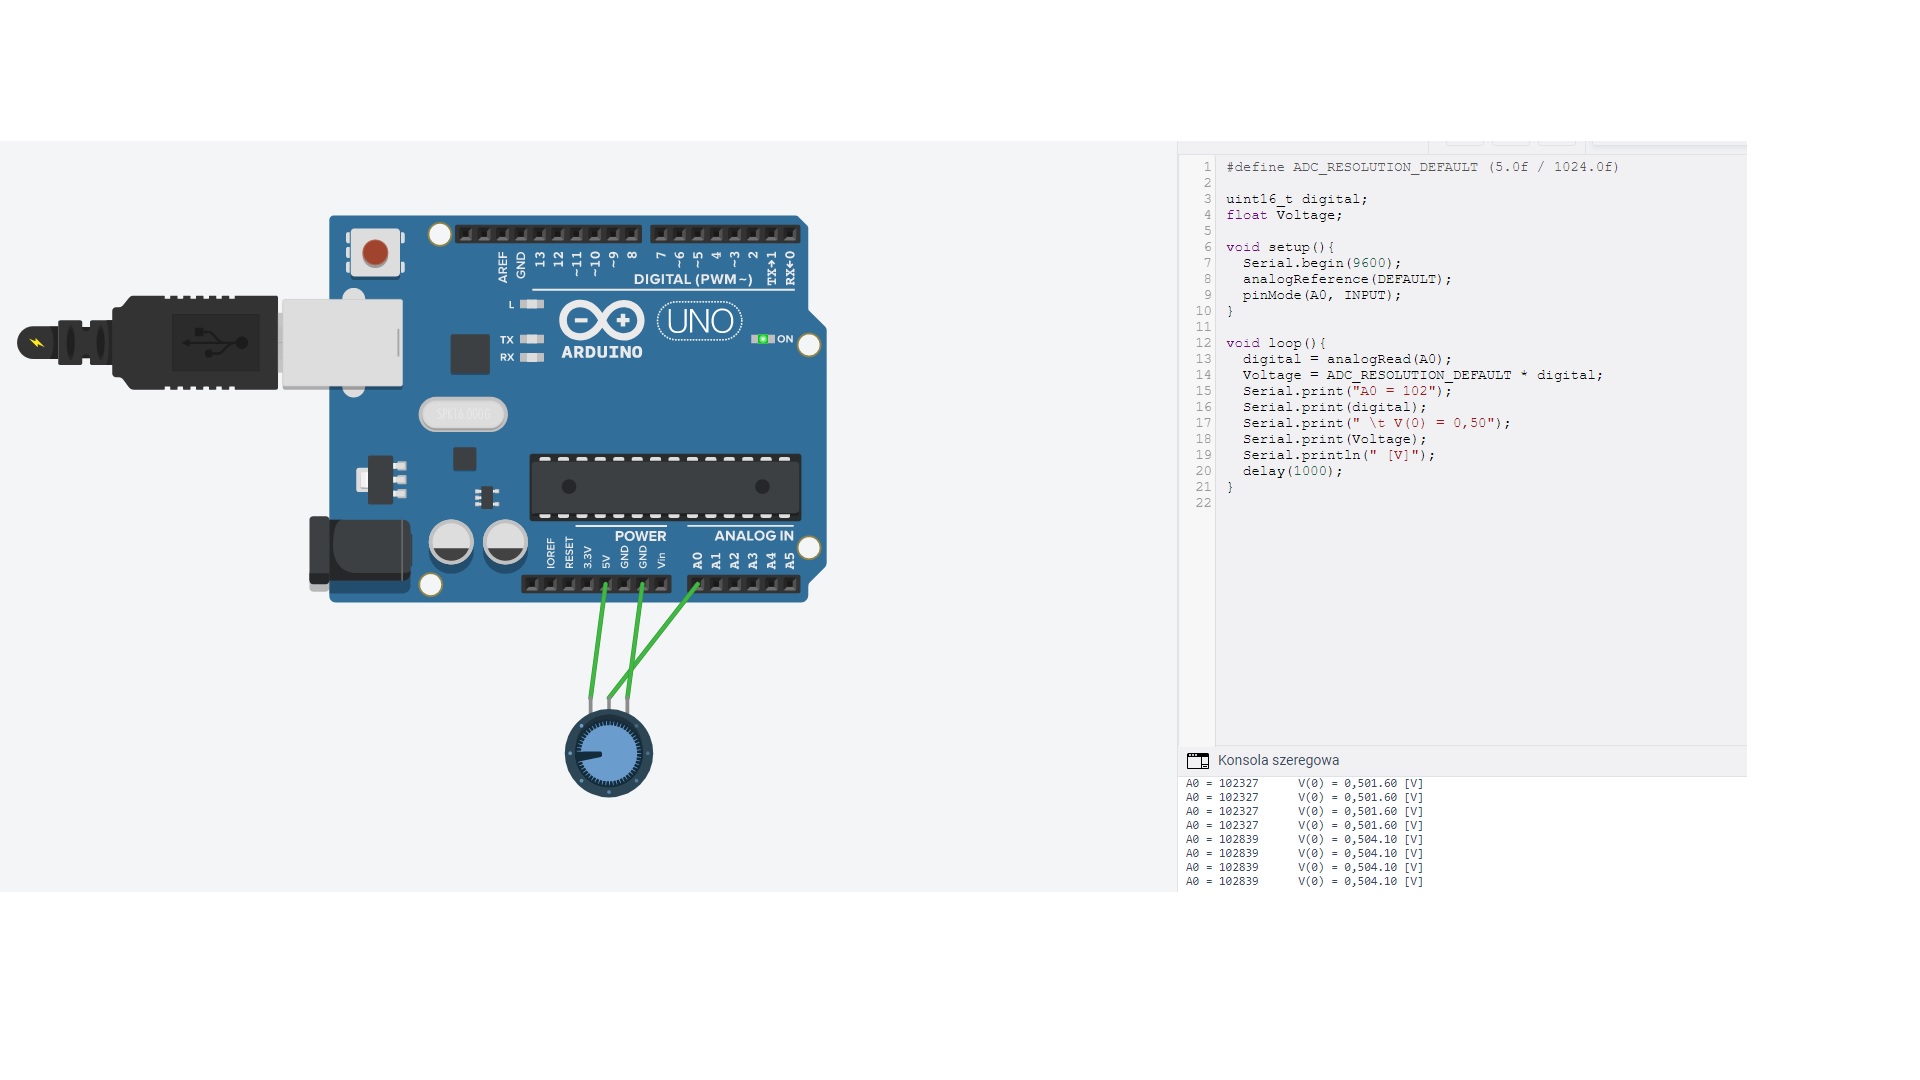 AREF
GND
13
12
~11
~10
~9
8
7
~6
~5
4
~3
2
TX→1
RX←0
DIGITAL (PWM~)
L
TX
RX
ARDUINO
UNO
ON
SPK16.000G
POWER
ANALOG IN
IOREF
RESET
3.3V
5V
GND
GND
Vin
A0
A1
A2
A3
A4
A5
1 #define ADC_RESOLUTION_DEFAULT (5.0f / 1024.0f)
2
3 uint16_t digital;
4 float Voltage;
5
6 void setup(){
7 Serial.begin(9600);
8 analogReference(DEFAULT);
9 pinMode(A0, INPUT);
10 }
11
12 void loop(){
13 digital = analogRead(A0);
14 Voltage = ADC_RESOLUTION_DEFAULT * digital;
15 Serial.print("A0 = 102");
16 Serial.print(digital);
17 Serial.print(" \t V(0) = 0,50");
18 Serial.print(Voltage);
19 Serial.println(" [V]");
20 delay(1000);
21 }
22
Konsola szeregowa
A0 = 102327 V(0) = 0,501.60 [V]
A0 = 102327 V(0) = 0,501.60 [V]
A0 = 102327 V(0) = 0,501.60 [V]
A0 = 102327 V(0) = 0,501.60 [V]
A0 = 102839 V(0) = 0,504.10 [V]
A0 = 102839 V(0) = 0,504.10 [V]
A0 = 102839 V(0) = 0,504.10 [V]
A0 = 102839 V(0) = 0,504.10 [V]